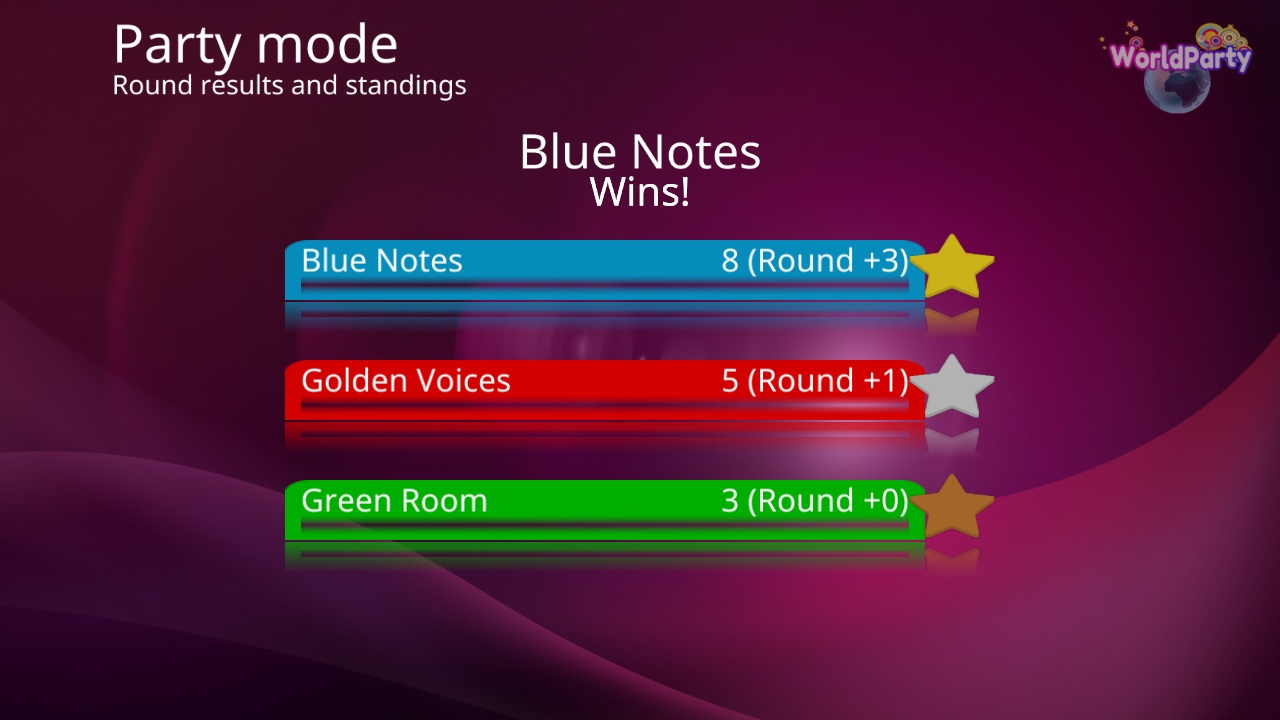 Party mode
Round results and standings
WorldParty
Blue Notes
Wins!
Blue Notes 8 (Round +3)
Golden Voices 5 (Round +1)
Green Room 3 (Round +0)